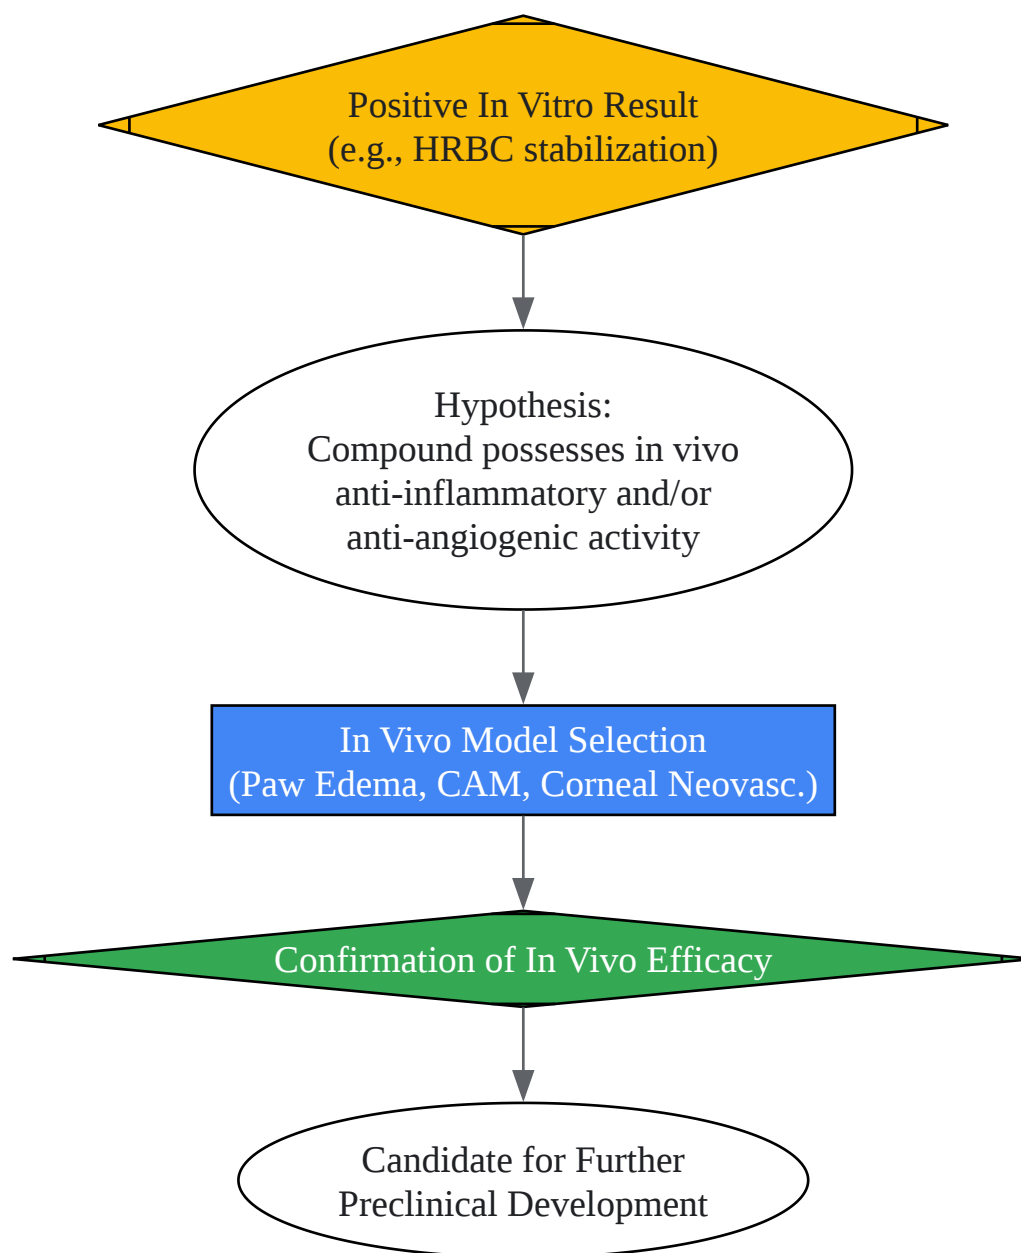 Positive In Vitro Result
(e.g., HRBC stabilization)
Hypothesis:
Compound possesses in vivo
anti-inflammatory and/or
anti-angiogenic activity
In Vivo Model Selection
(Paw Edema, CAM, Corneal Neovasc.)
Confirmation of In Vivo Efficacy
Candidate for Further
Preclinical Development